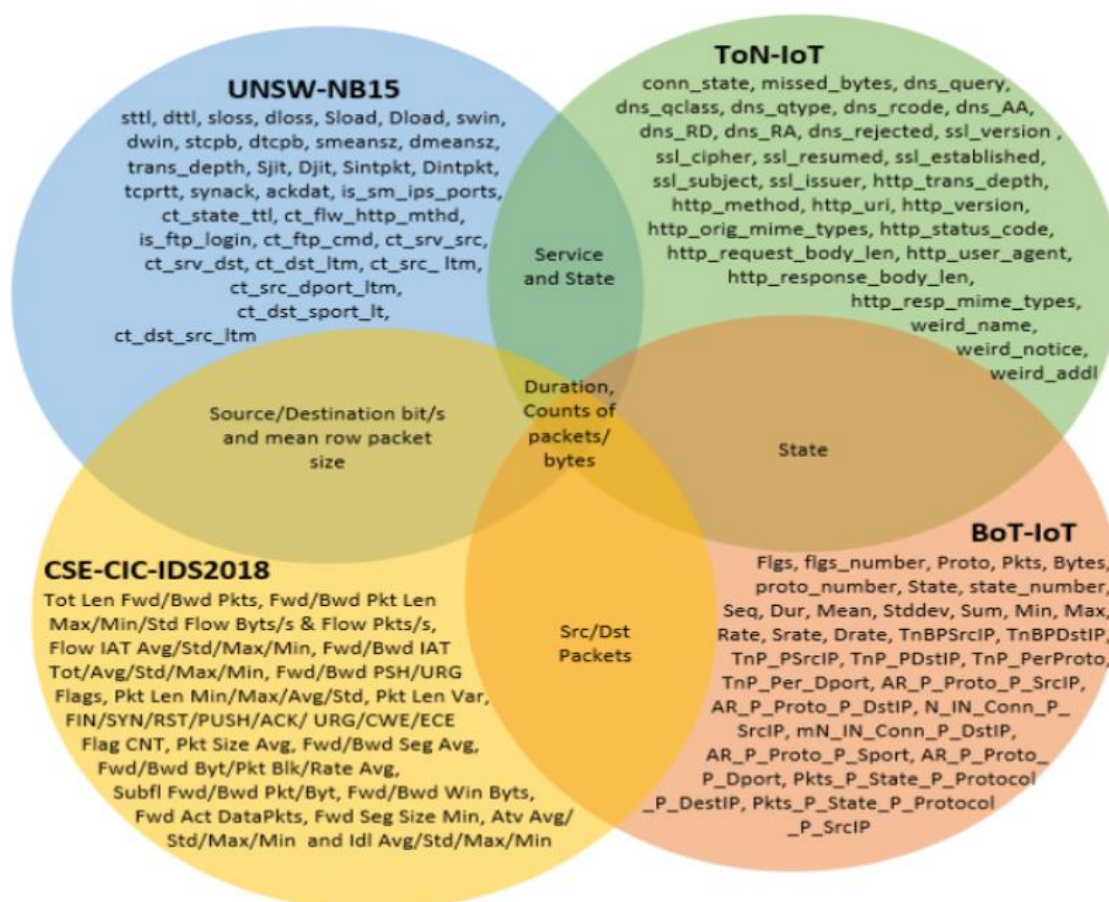 UNSW-NB15
sttl, dttl, sloss, dloss, Sload, Dload, swin,
dwin, stcpb, dtcpb, smeansz, dmeansz,
trans_depth, Sjit, Djit, Sintpkt, Dintpkt,
tcprtt, synack, ackdat, is_sm_ips_ports,
ct_state_ttl, ct_flw_http_mthd,
is_ftp_login, ct_ftp_cmd, ct_srv_src,
ct_srv_dst, ct_dst_ltm, ct_src_ ltm,
ct_src_dport_ltm,
ct_dst_sport_lt,
ct_dst_src_ltm
ToN-IoT
conn_state, missed_bytes, dns_query,
dns_qclass, dns_qtype, dns_rcode, dns_AA,
dns_RD, dns_RA, dns_rejected, ssl_version ,
ssl_cipher, ssl_resumed, ssl_established,
ssl_subject, ssl_issuer, http_trans_depth,
http_method, http_uri, http_version,
http_orig_mime_types, http_status_code,
http_request_body_len, http_user_agent,
http_response_body_len,
http_resp_mime_types,
weird_name,
weird_notice,
weird_addl
Service
and State
Source/Destination bit/s
and mean row packet
size
Duration,
Counts of
packets/
bytes
State
CSE-CIC-IDS2018
Tot Len Fwd/Bwd Pkts, Fwd/Bwd Pkt Len
Max/Min/Std Flow Byts/s & Flow Pkts/s,
Flow IAT Avg/Std/Max/Min, Fwd/Bwd IAT
Tot/Avg/Std/Max/Min, Fwd/Bwd PSH/URG
Flags, Pkt Len Min/Max/Avg/Std, Pkt Len Var,
FIN/SYN/RST/PUSH/ACK/ URG/CWE/ECE
Flag CNT, Pkt Size Avg, Fwd/Bwd Seg Avg,
Fwd/Bwd Byt/Pkt Blk/Rate Avg,
Subfl Fwd/Bwd Pkt/Byt, Fwd/Bwd Win Byts,
Fwd Act DataPkts, Fwd Seg Size Min, Atv Avg/
Std/Max/Min and Idl Avg/Std/Max/Min
Src/Dst
Packets
BoT-IoT
Flgs, flgs_number, Proto, Pkts, Bytes,
proto_number, State, state_number,
Seq, Dur, Mean, Stddev, Sum, Min, Max,
Rate, Srate, Drate, TnBPSrcIP, TnBPDstIP,
TnP_PSrcIP, TnP_PDstIP, TnP_PerProto,
TnP_Per_Dport, AR_P_Proto_P_SrcIP,
AR_P_Proto_P_DstIP, N_IN_Conn_P_
SrcIP, mN_IN_Conn_P_DstIP,
AR_P_Proto_P_Sport, AR_P_Proto_
P_Dport, Pkts_P_State_P_Protocol
_P_DestIP, Pkts_P_State_P_Protocol
_P_SrcIP